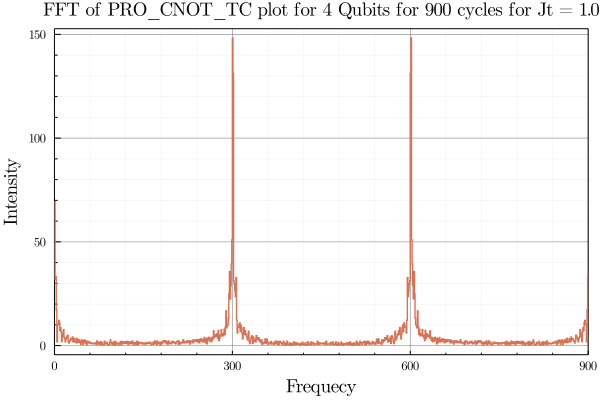 FFT of PRO_CNOT_TC plot for 4 Qubits for 900 cycles for Jt = 1.0
150
100
50
0
Intensity
0 300 600 900
Frequecy